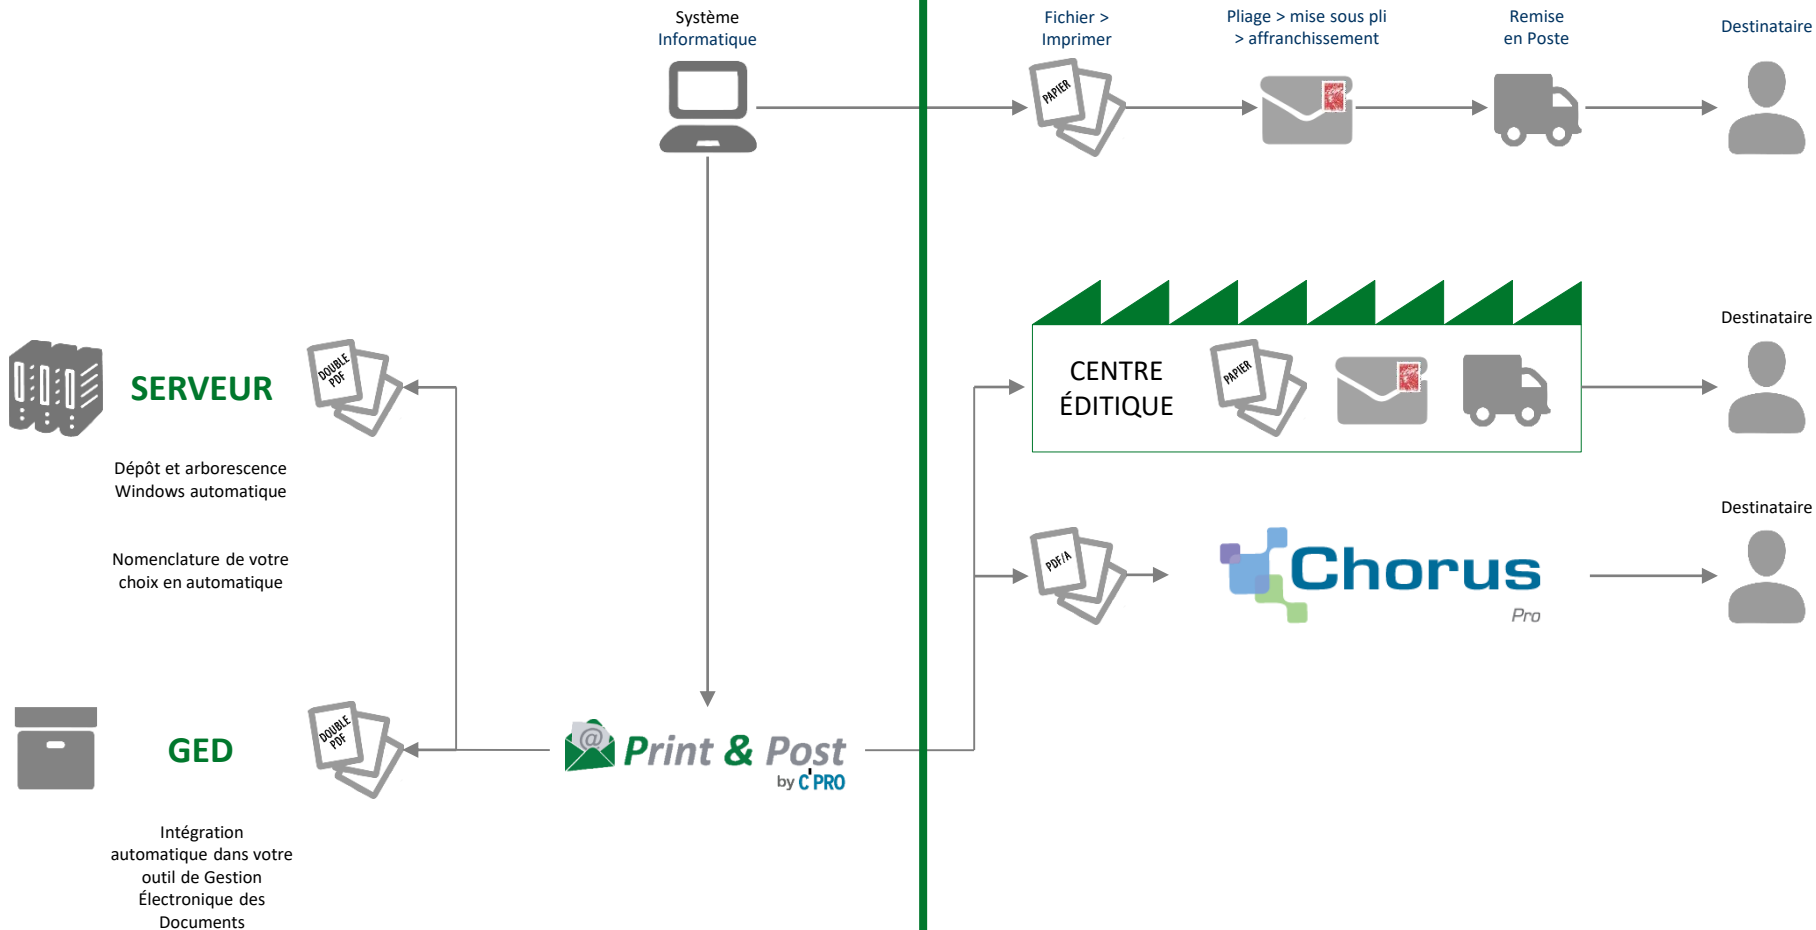 Système
Informatique
Fichier >
Imprimer
Pliage > mise sous pli
> affranchissement
Remise
en Poste
Destinataire
PAPIER
SERVEUR
DOUBLE
PDF
Dépôt et arborescence
Windows automatique
Nomenclature de votre
choix en automatique
CENTRE
ÉDITIQUE
PAPIER
Destinataire
PDF/A
Chorus
Pro
Destinataire
GED
DOUBLE
PDF
Intégration
automatique dans votre
outil de Gestion
Électronique des
Documents
@ Print & Post
by C'PRO